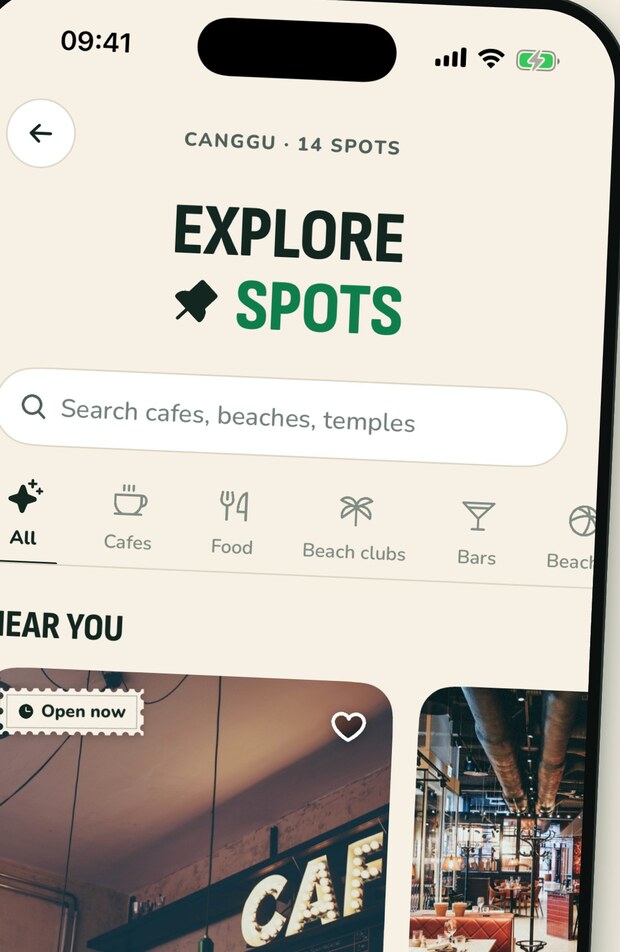 09:41
CANGGU · 14 SPOTS
EXPLORE
SPOTS
Search cafes, beaches, temples
All
Cafes
Food
Beach clubs
Bars
Beach
EAR YOU
Open now
CAF